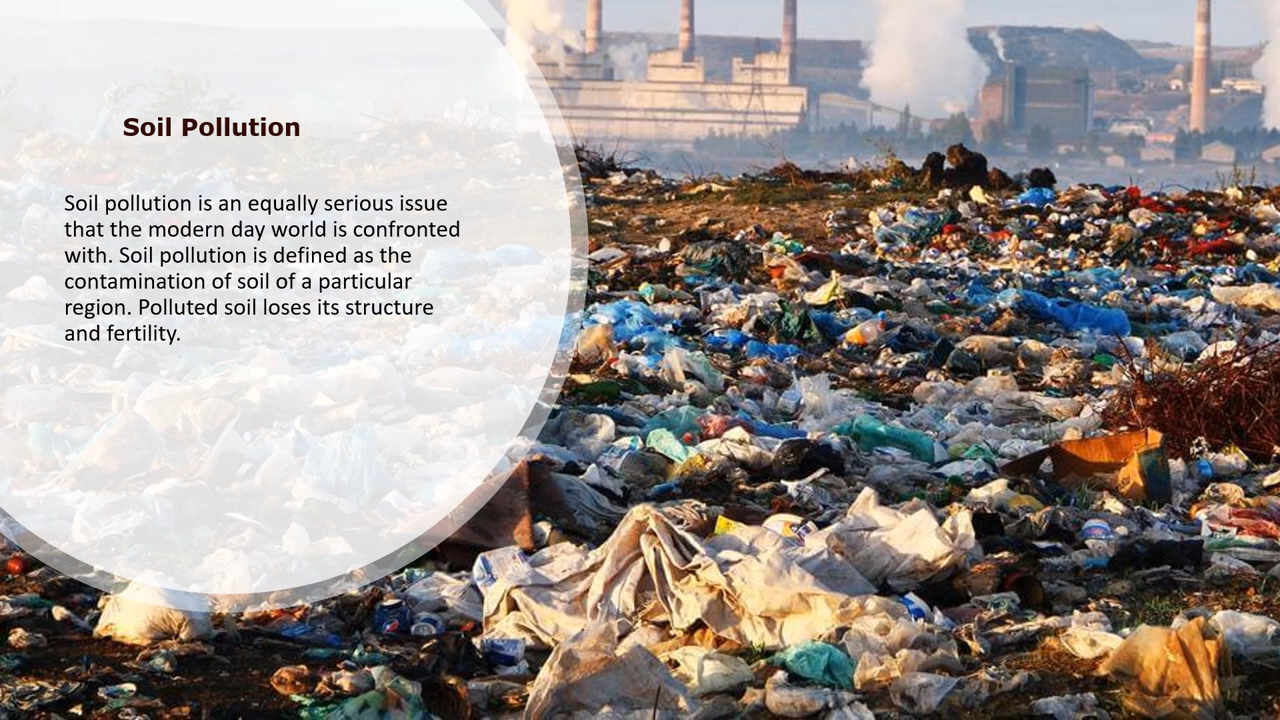 Soil Pollution
Soil pollution is an equally serious issue
that the modern day world is confronted
with. Soil pollution is defined as the
contamination of soil of a particular
region. Polluted soil loses its structure
and fertility.